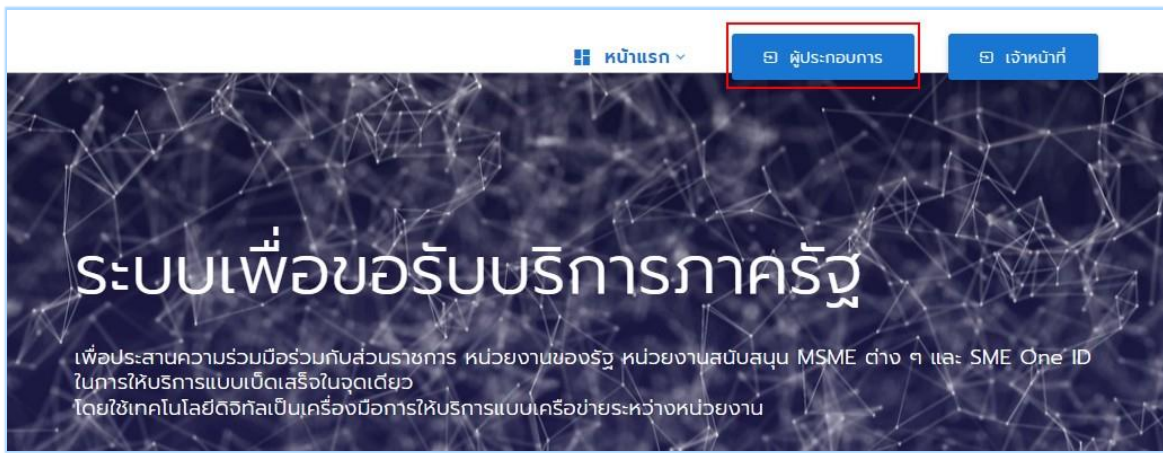 หน้าแรก
ผู้ประกอบการ
เจ้าหน้าที่
ระบบเพื่อขอรับบริการภาครัฐ
เพื่อประสานความร่วมมือร่วมกับส่วนราชการ หน่วยงานของรัฐ หน่วยงานสนับสนุน MSME ต่าง ๆ และ SME One ID
ในการให้บริการแบบเบ็ดเสร็จในจุดเดียว
โดยใช้เทคโนโลยีดิจิทัลเป็นเครื่องมือการให้บริการแบบเครือข่ายระหว่างหน่วยงาน